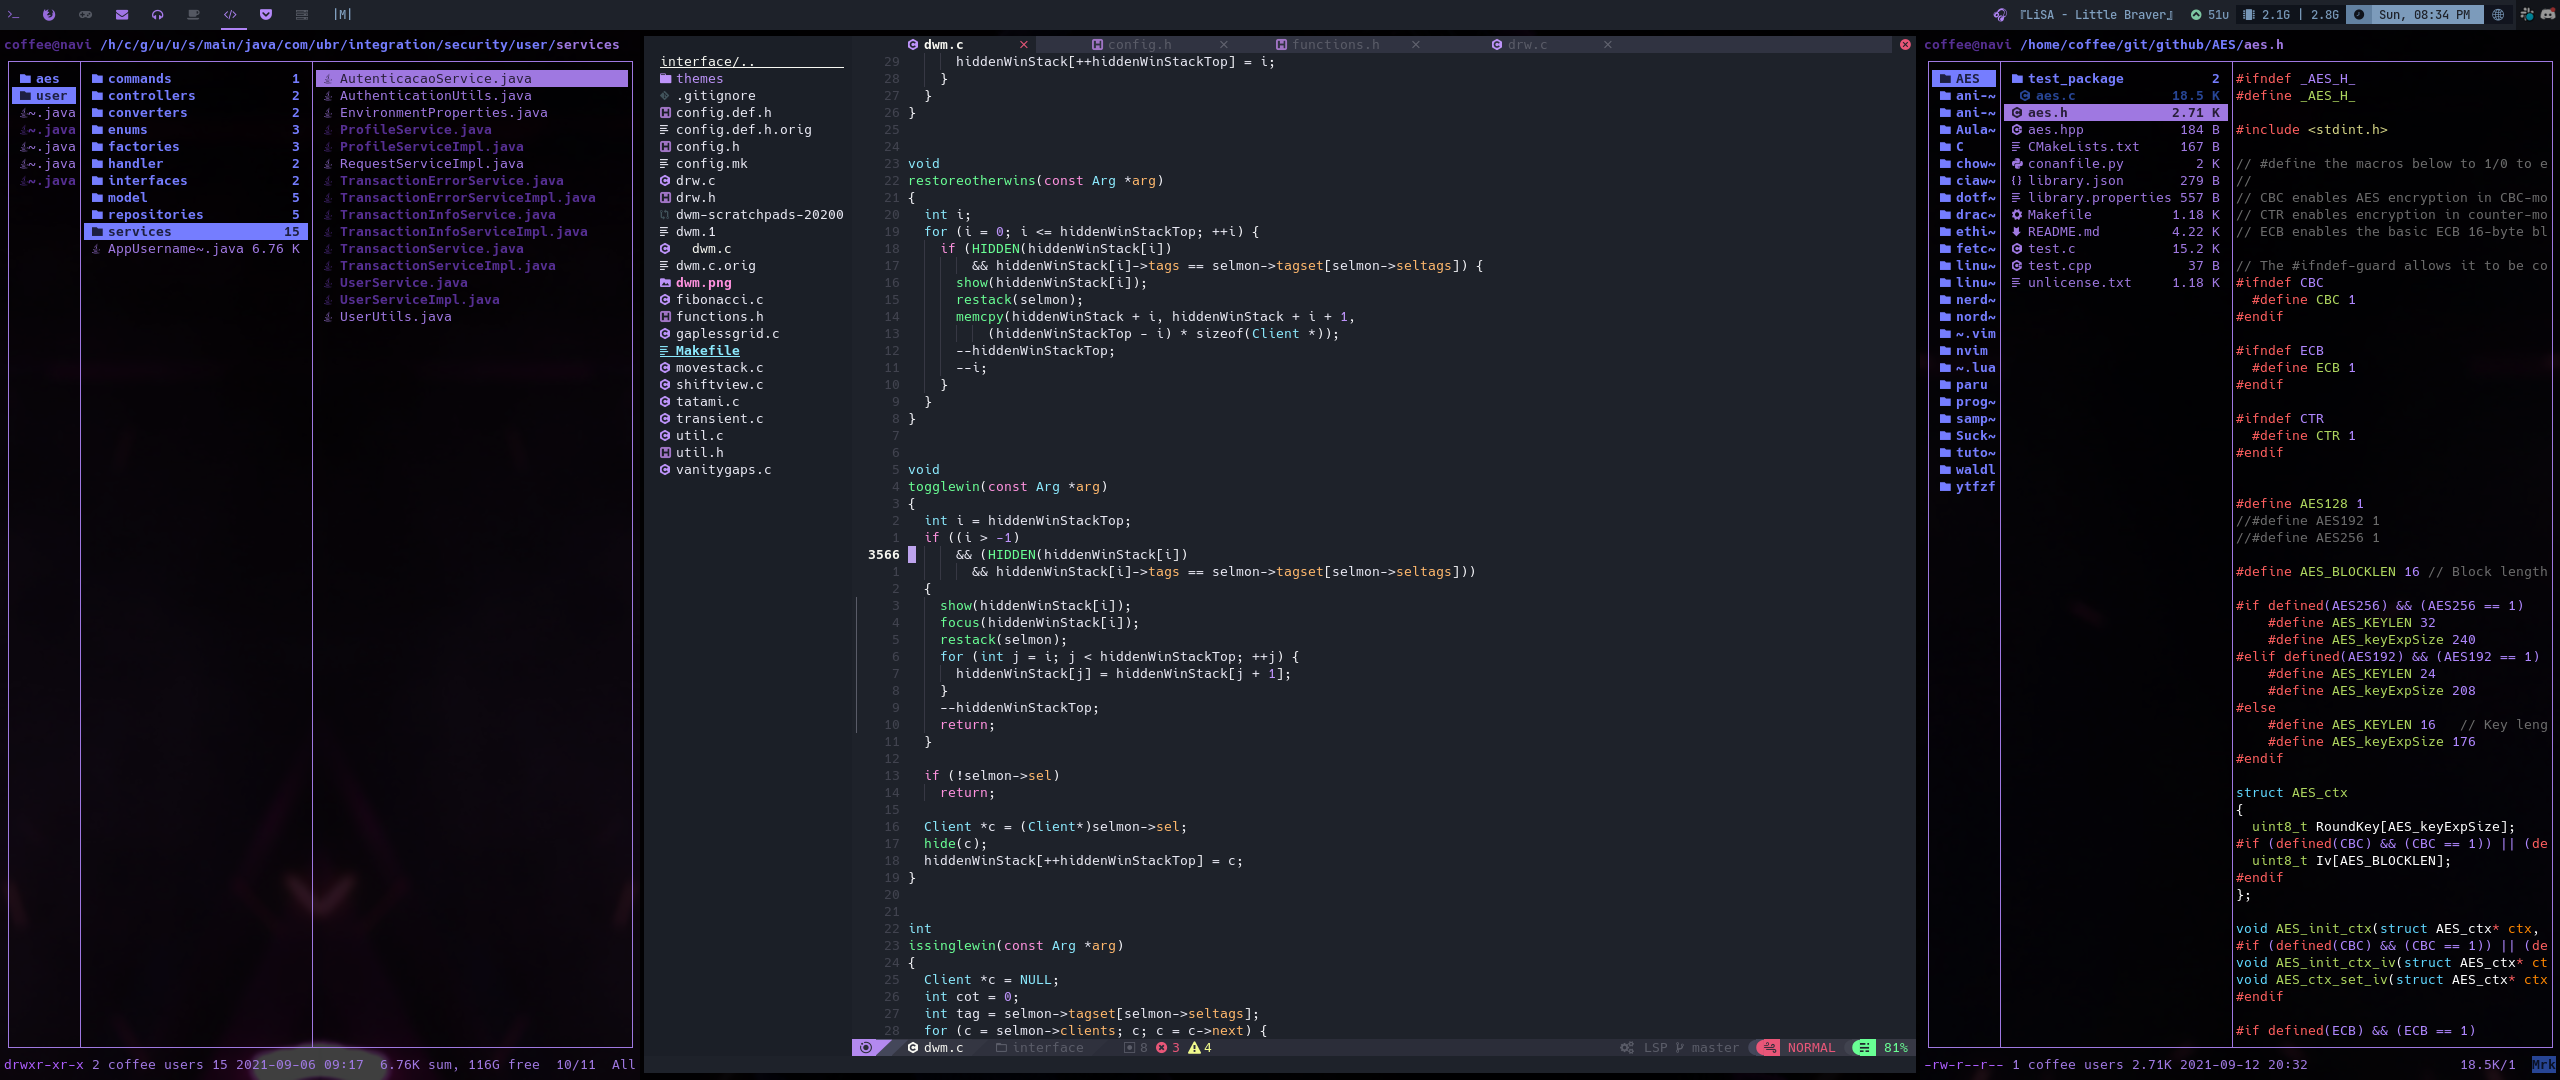 >_ </> |M| 『LiSA - Little Braver』 51u 2.1G | 2.8G Sun, 08:34 PM
coffee@navi /h/c/g/u/u/s/main/java/com/ubr/integration/security/user/services
aes
user
~.java
~.java
~.java
~.java
~.java
commands 1
controllers 2
converters 2
enums 3
factories 3
handler 2
interfaces 2
model 5
repositories 5
services 15
AppUsername~.java 6.76 K
AutenticacaoService.java
AuthenticationUtils.java
EnvironmentProperties.java
ProfileService.java
ProfileServiceImpl.java
RequestServiceImpl.java
TransactionErrorService.java
TransactionErrorServiceImpl.java
TransactionInfoService.java
TransactionInfoServiceImpl.java
TransactionService.java
TransactionServiceImpl.java
UserService.java
UserServiceImpl.java
UserUtils.java
drwxr-xr-x 2 coffee users 15 2021-09-06 09:17 6.76K sum, 116G free 10/11 All
interface/..
themes
.gitignore
config.def.h
config.def.h.orig
config.h
config.mk
drw.c
drw.h
dwm-scratchpads-20200
dwm.1
dwm.c
dwm.c.orig
dwm.png
fibonacci.c
functions.h
gaplessgrid.c
Makefile
movestack.c
shiftview.c
tatami.c
transient.c
util.c
util.h
vanitygaps.c
dwm.c × config.h × functions.h × drw.c ×
29 hiddenWinStack[++hiddenWinStackTop] = i;
28 }
27 }
26 }
25
24
23 void
22 restoreotherwins(const Arg *arg)
21 {
20 int i;
19 for (i = 0; i <= hiddenWinStackTop; ++i) {
18 if (HIDDEN(hiddenWinStack[i])
17 && hiddenWinStack[i]->tags == selmon->tagset[selmon->seltags]) {
16 show(hiddenWinStack[i]);
15 restack(selmon);
14 memcpy(hiddenWinStack + i, hiddenWinStack + i + 1,
13 (hiddenWinStackTop - i) * sizeof(Client *));
12 --hiddenWinStackTop;
11 --i;
10 }
9 }
8 }
7
6
5 void
4 togglewin(const Arg *arg)
3 {
2 int i = hiddenWinStackTop;
1 if ((i > -1)
3566 && (HIDDEN(hiddenWinStack[i])
1 && hiddenWinStack[i]->tags == selmon->tagset[selmon->seltags]))
2 {
3 show(hiddenWinStack[i]);
4 focus(hiddenWinStack[i]);
5 restack(selmon);
6 for (int j = i; j < hiddenWinStackTop; ++j) {
7 hiddenWinStack[j] = hiddenWinStack[j + 1];
8 }
9 --hiddenWinStackTop;
10 return;
11 }
12
13 if (!selmon->sel)
14 return;
15
16 Client *c = (Client*)selmon->sel;
17 hide(c);
18 hiddenWinStack[++hiddenWinStackTop] = c;
19 }
20
21
22 int
23 issinglewin(const Arg *arg)
24 {
25 Client *c = NULL;
26 int cot = 0;
27 int tag = selmon->tagset[selmon->seltags];
28 for (c = selmon->clients; c; c = c->next) {
dwm.c interface 8 3 4 LSP master NORMAL 81%
coffee@navi /home/coffee/git/github/AES/aes.h
AES
ani-~
ani-~
Aula~
C
chow~
ciaw~
dotf~
drac~
ethi~
fetc~
linu~
linu~
nerd~
nord~
~.vim
nvim
~.lua
paru
prog~
samp~
Suck~
tuto~
waldl
ytfzf
test_package 2
aes.c 18.5 K
aes.h 2.71 K
aes.hpp 184 B
CMakeLists.txt 167 B
conanfile.py 2 K
library.json 279 B
library.properties 557 B
Makefile 1.18 K
README.md 4.22 K
test.c 15.2 K
test.cpp 37 B
unlicense.txt 1.18 K
#ifndef _AES_H_
#define _AES_H_
#include <stdint.h>
// #define the macros below to 1/0 to e
//
// CBC enables AES encryption in CBC-mo
// CTR enables encryption in counter-mo
// ECB enables the basic ECB 16-byte bl
// The #ifndef-guard allows it to be co
#ifndef CBC
#define CBC 1
#endif
#ifndef ECB
#define ECB 1
#endif
#ifndef CTR
#define CTR 1
#endif
#define AES128 1
//#define AES192 1
//#define AES256 1
#define AES_BLOCKLEN 16 // Block length
#if defined(AES256) && (AES256 == 1)
#define AES_KEYLEN 32
#define AES_keyExpSize 240
#elif defined(AES192) && (AES192 == 1)
#define AES_KEYLEN 24
#define AES_keyExpSize 208
#else
#define AES_KEYLEN 16 // Key leng
#define AES_keyExpSize 176
#endif
struct AES_ctx
{
uint8_t RoundKey[AES_keyExpSize];
#if (defined(CBC) && (CBC == 1)) || (de
uint8_t Iv[AES_BLOCKLEN];
#endif
};
void AES_init_ctx(struct AES_ctx* ctx,
#if (defined(CBC) && (CBC == 1)) || (de
void AES_init_ctx_iv(struct AES_ctx* ct
void AES_ctx_set_iv(struct AES_ctx* ctx
#endif
#if defined(ECB) && (ECB == 1)
-rw-r--r-- 1 coffee users 2.71K 2021-09-12 20:32 18.5K/1 Mrk